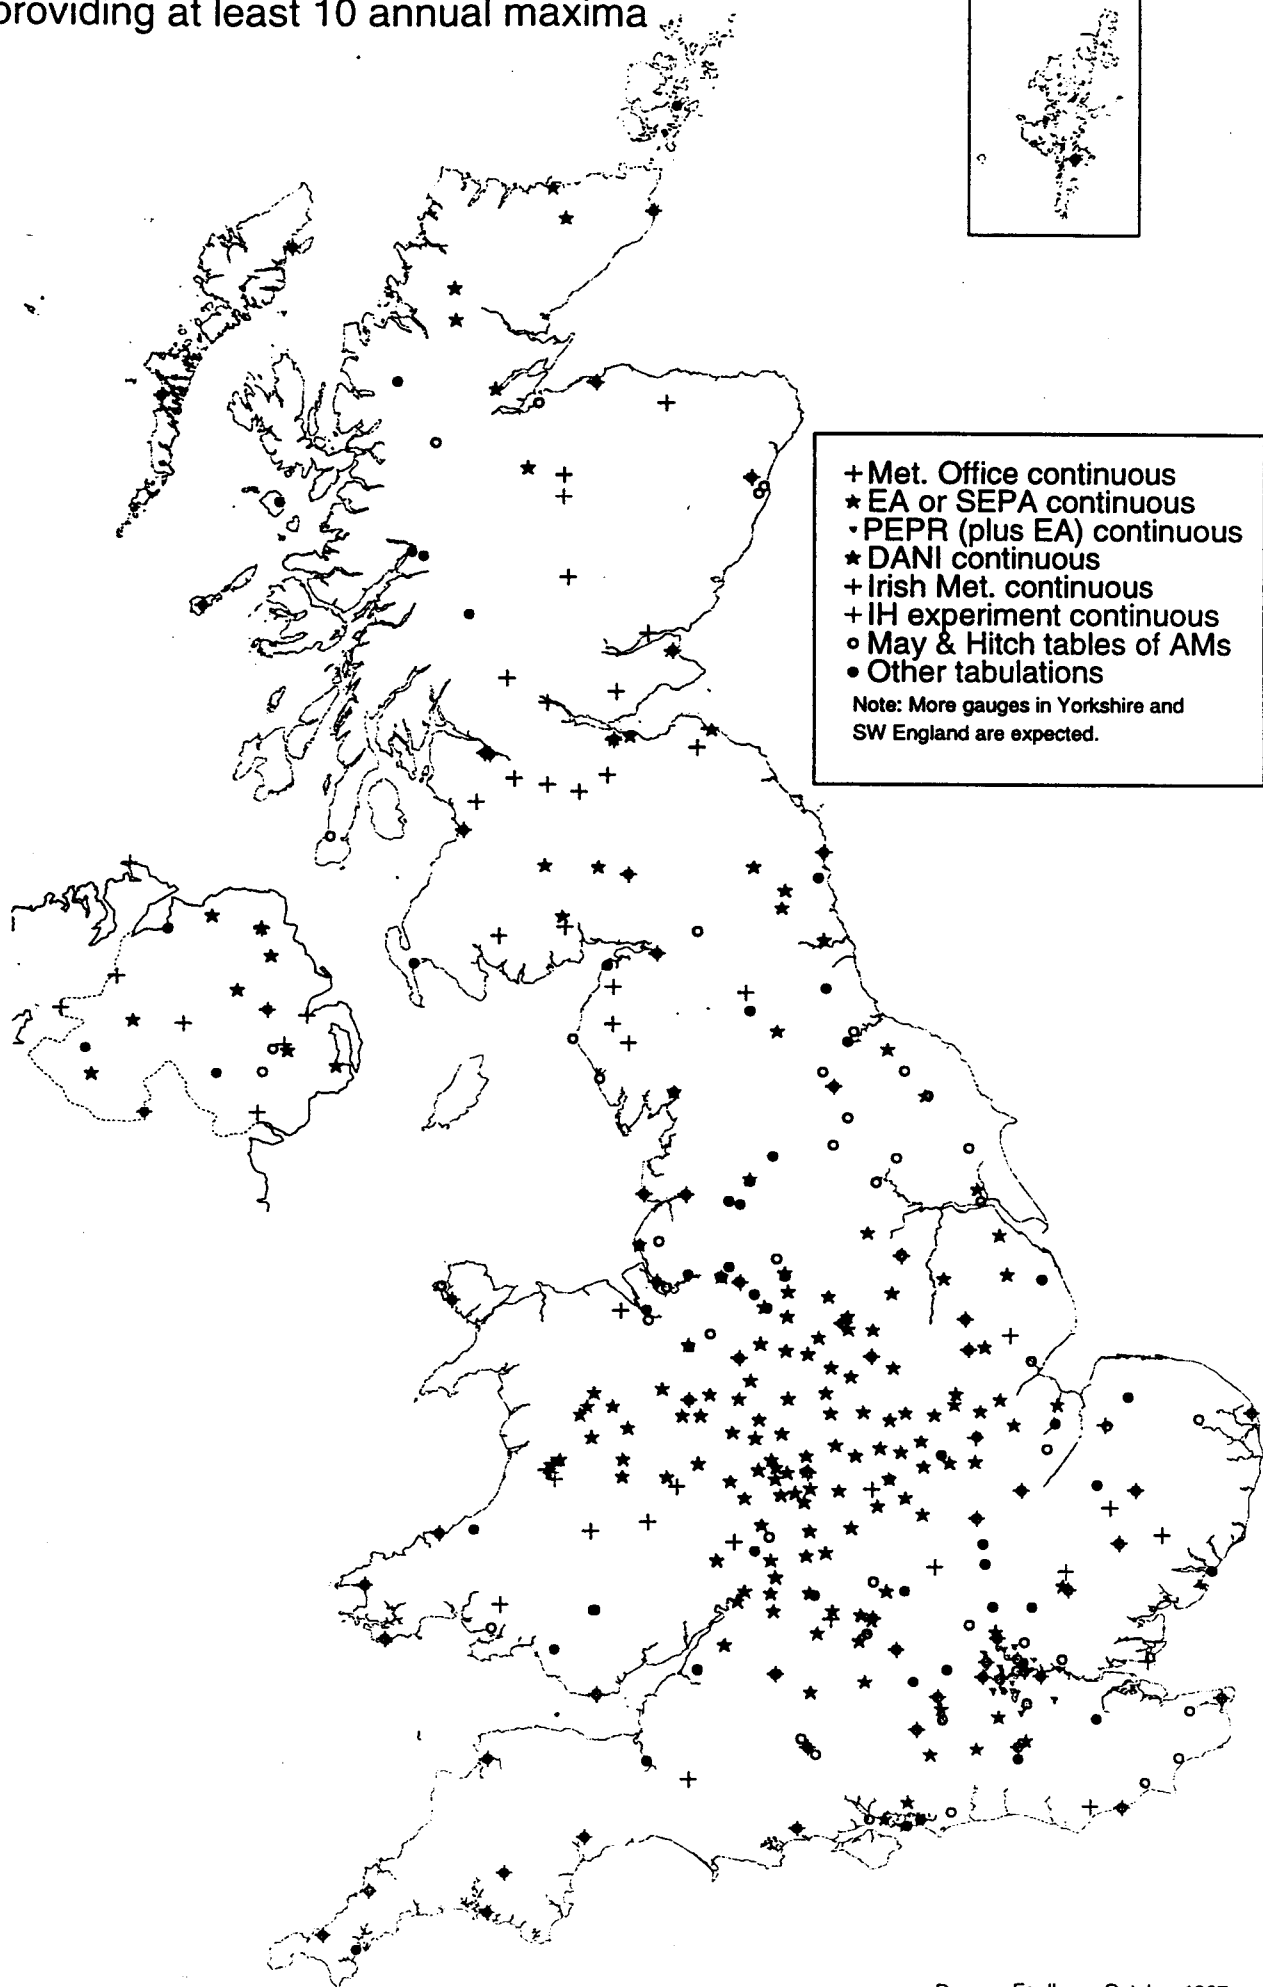 providing at least 10 annual maxima
+ Met. Office continuous
★ EA or SEPA continuous
· PEPR (plus EA) continuous
★ DANI continuous
+ Irish Met. continuous
+ IH experiment continuous
o May & Hitch tables of AMs
● Other tabulations
Note: More gauges in Yorkshire and
SW England are expected.